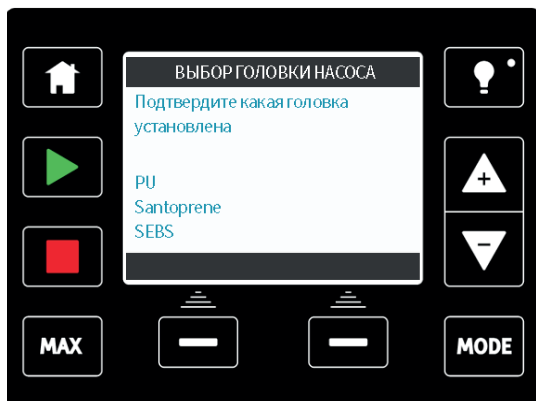 ВЫБОР ГОЛОВКИ НАСОСА
Подтвердите какая головка
установлена
PU
Santoprene
SEBS
MAX
MODE